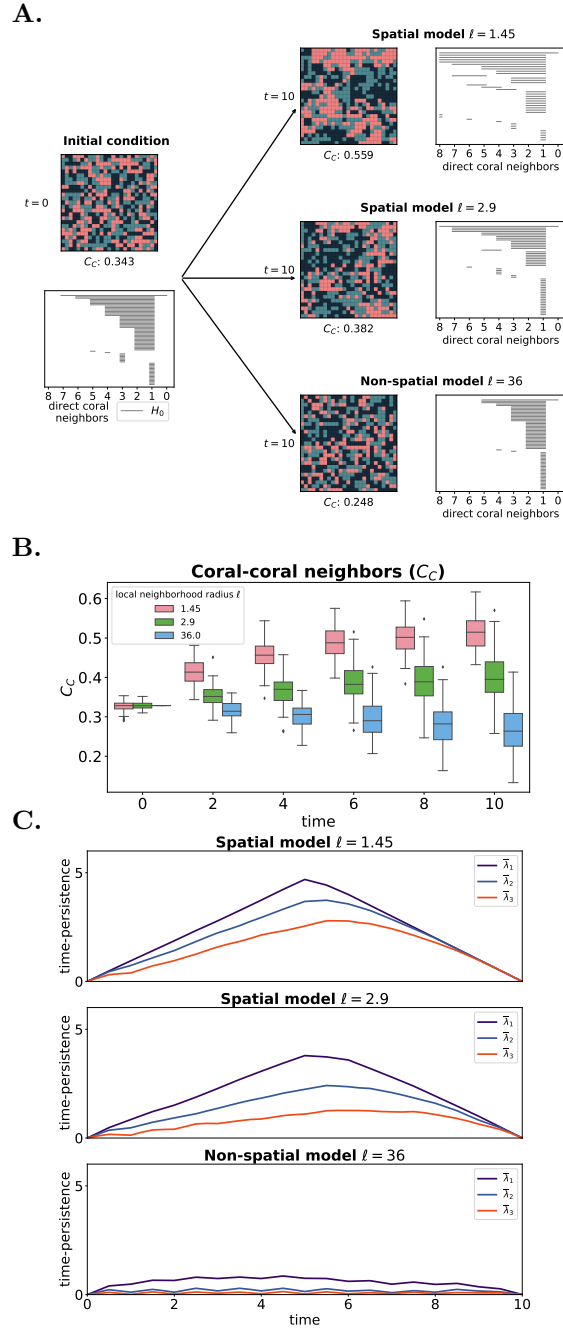 A.
Spatial model ℓ = 1.45
t = 10
C_C: 0.559
8 7 6 5 4 3 2 1 0
direct coral neighbors
Initial condition
t = 0
C_C: 0.343
8 7 6 5 4 3 2 1 0
direct coral
neighbors
H_0
Spatial model ℓ = 2.9
t = 10
C_C: 0.382
8 7 6 5 4 3 2 1 0
direct coral neighbors
Non-spatial model ℓ = 36
t = 10
C_C: 0.248
8 7 6 5 4 3 2 1 0
direct coral neighbors
B.
Coral-coral neighbors (C_C)
local neighborhood radius ℓ
1.45
2.9
36.0
0.6
0.5
0.4
0.3
0.2
C_C
0 2 4 6 8 10
time
C.
Spatial model ℓ = 1.45
time-persistence
5
0
λ̅_1
λ̅_2
λ̅_3
Spatial model ℓ = 2.9
time-persistence
5
0
λ̅_1
λ̅_2
λ̅_3
Non-spatial model ℓ = 36
time-persistence
5
0
λ̅_1
λ̅_2
λ̅_3
0 2 4 6 8 10
time